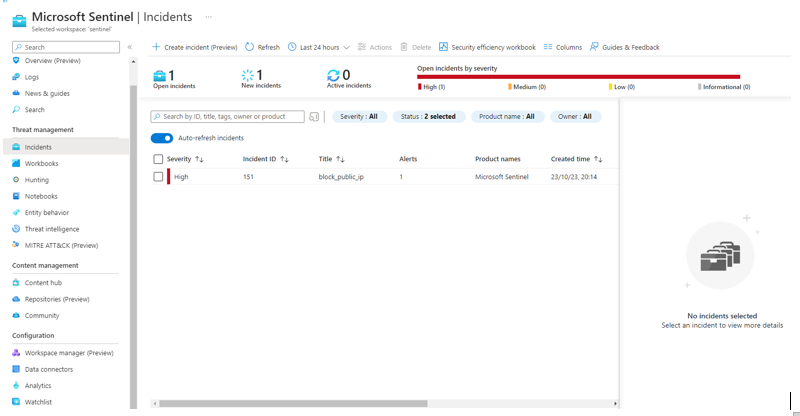 Microsoft Sentinel | Incidents ...
Selected workspace: 'sentinel'
Search
«
Overview (Preview)
Logs
News & guides
Search
Threat management
Incidents
Workbooks
Hunting
Notebooks
Entity behavior
Threat intelligence
MITRE ATT&CK (Preview)
Content management
Content hub
Repositories (Preview)
Community
Configuration
Workspace manager (Preview)
Data connectors
Analytics
Watchlist
+ Create incident (Preview) Refresh Last 24 hours Actions Delete Security efficiency workbook Columns Guides & Feedback
1
Open incidents
1
New incidents
0
Active incidents
Open incidents by severity
High (1) Medium (0) Low (0) Informational (0)
Search by ID, title, tags, owner or product
Severity : All
Status : 2 selected
Product name : All
Owner : All
Auto-refresh incidents
Severity ↑↓ Incident ID ↑↓ Title ↑↓ Alerts Product names Created time ↑↓
High 151 block_public_ip 1 Microsoft Sentinel 23/10/23, 20:14
No incidents selected
Select an incident to view more details